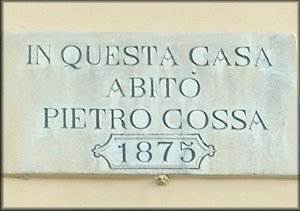 IN QUESTA CASA
ABITÒ
PIETRO COSSA
1875